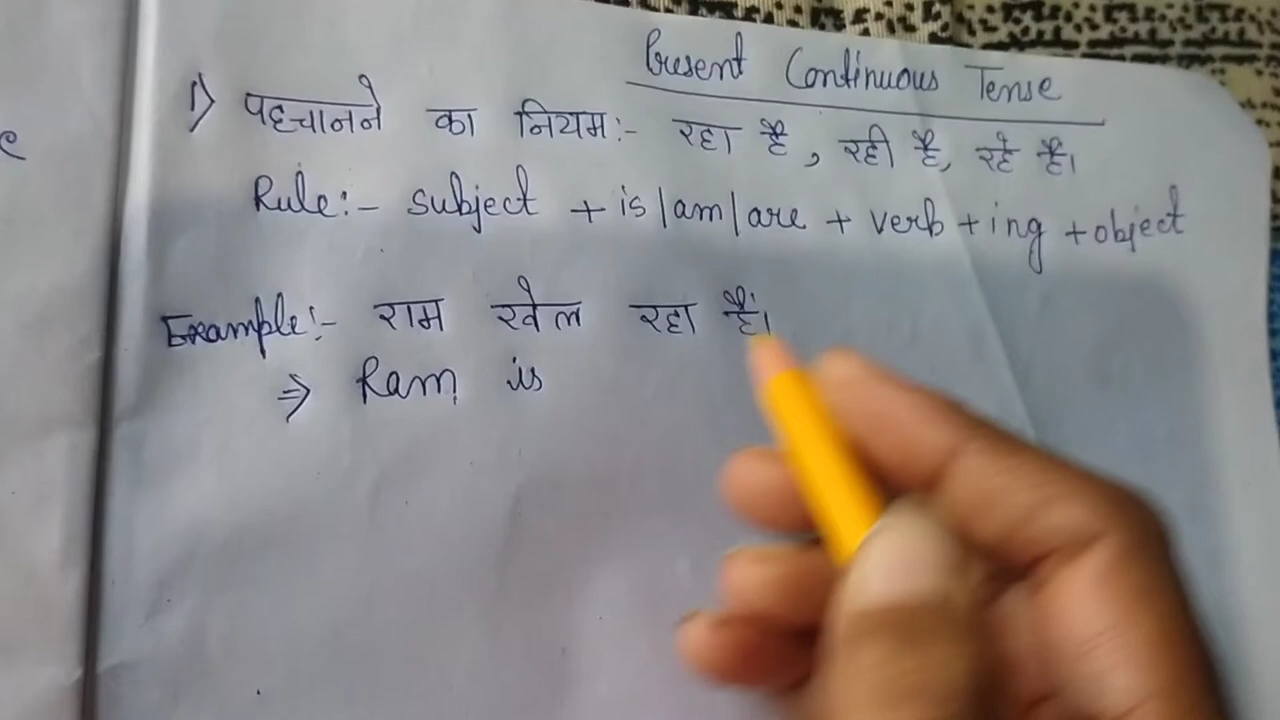 Present Continuous Tense
1) पहचानने का नियम:- रहा है, रही है, रहे है।
Rule:- subject + is/am/are + verb + ing + object
Example:- राम खेल रहा हैं।
⇒ Ram is